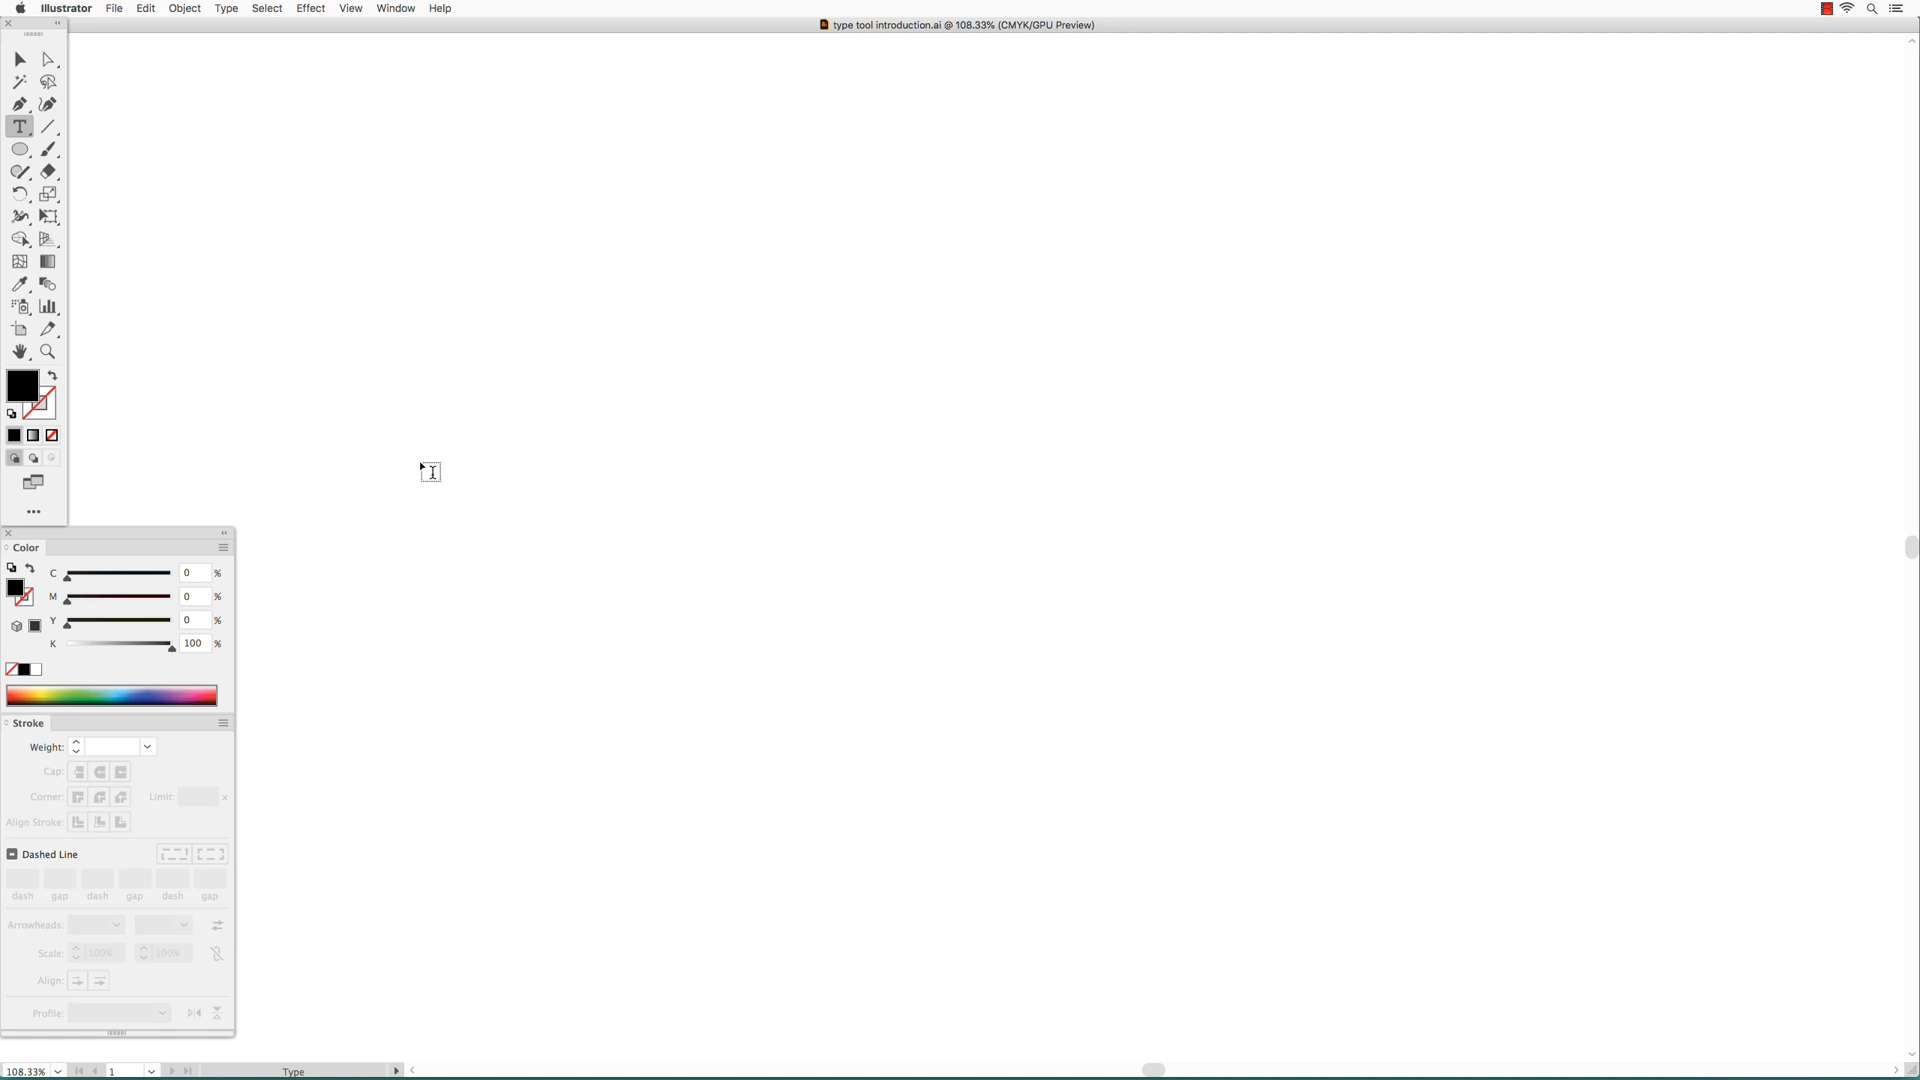 Illustrator File Edit Object Type Select Effect View Window Help
type tool introduction.ai @ 108.33% (CMYK/GPU Preview)
Color
C 0 %
M 0 %
Y 0 %
K 100 %
Stroke
Weight:
Cap:
Corner: Limit: x
Align Stroke:
Dashed Line
dash gap dash gap dash gap
Arrowheads:
Scale: 100% 100%
Align:
Profile:
108.33% 1 Type